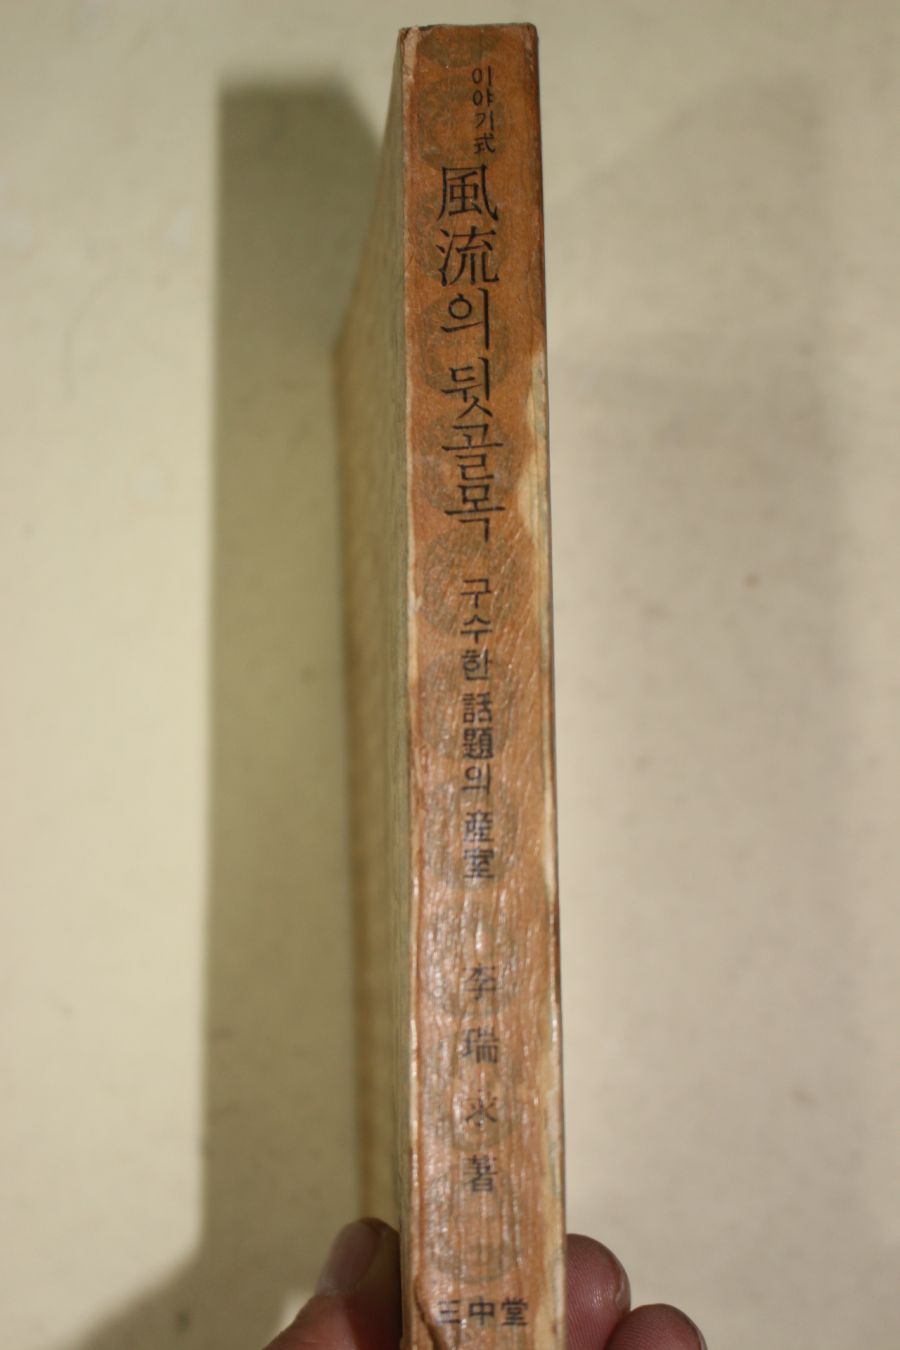 이야기式
風流의 뒷골목
구수한 話題의 産室
李瑞永 著
三中堂